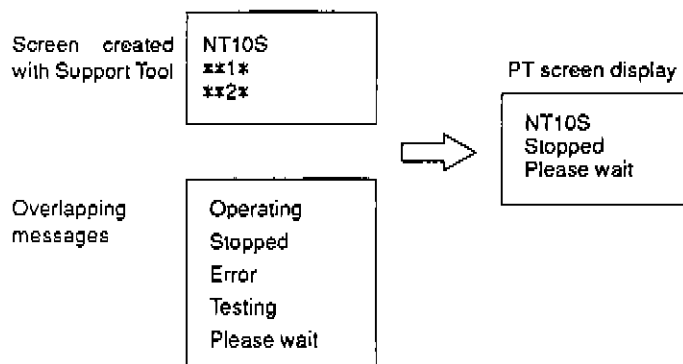 Screen created
with Support Tool
NT10S
**1*
**2*
PT screen display
NT10S
Stopped
Please wait
Overlapping
messages
Operating
Stopped
Error
Testing
Please wait